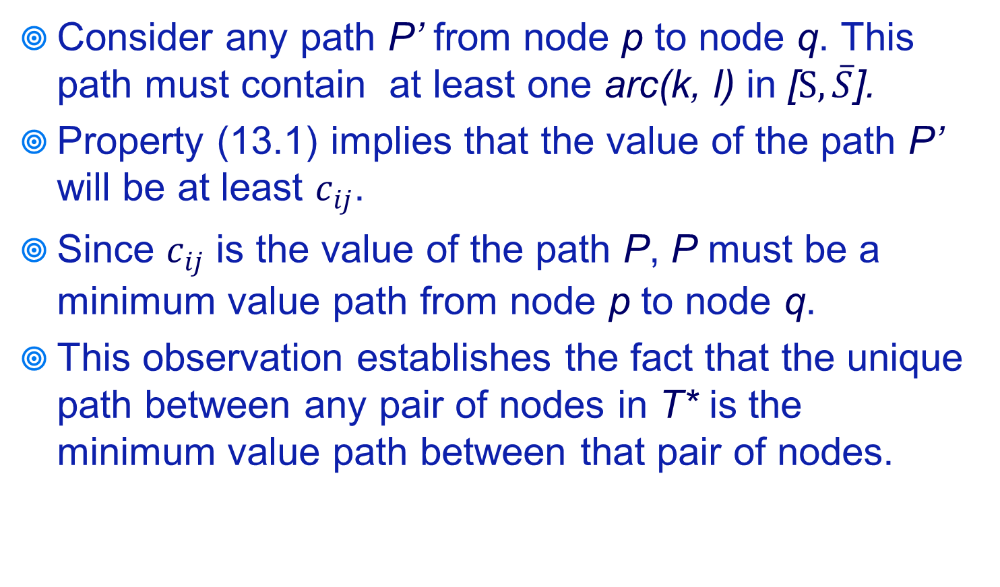 Consider any path P’ from node p to node q. This
path must contain at least one arc(k, l) in [S, S̄].
Property (13.1) implies that the value of the path P’
will be at least c_{ij}.
Since c_{ij} is the value of the path P, P must be a
minimum value path from node p to node q.
This observation establishes the fact that the unique
path between any pair of nodes in T* is the
minimum value path between that pair of nodes.